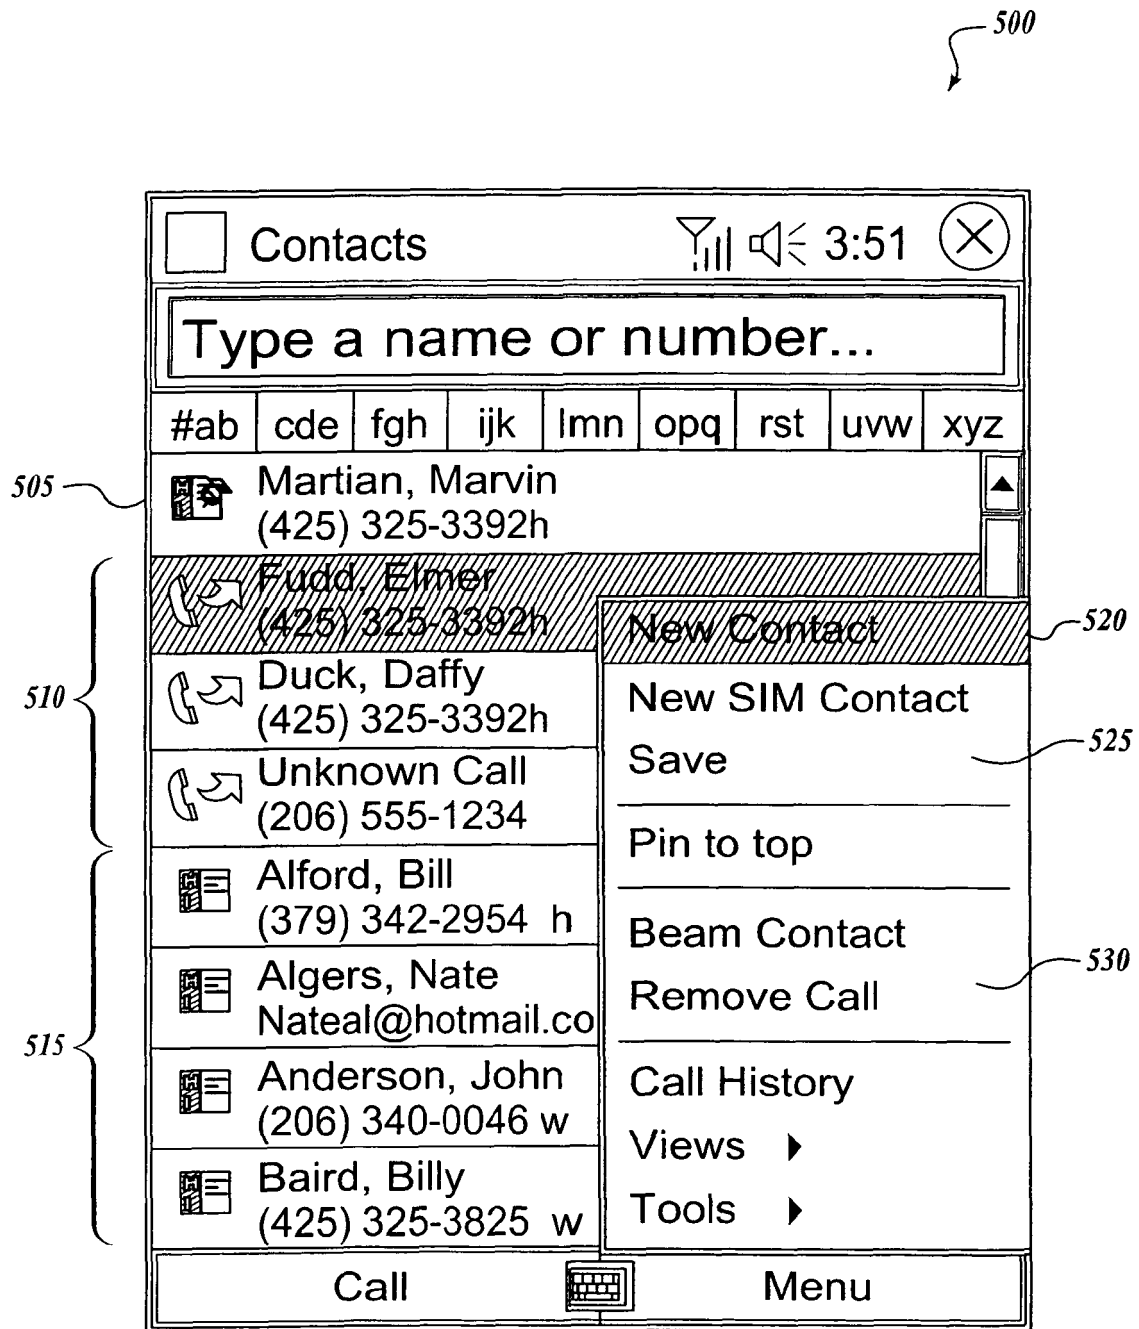 500
Contacts 3:51
Type a name or number...
#ab cde fgh ijk lmn opq rst uvw xyz
505
Martian, Marvin
(425) 325-3392h
Fudd, Elmer
(425) 325-3392h
510
Duck, Daffy
(425) 325-3392h
Unknown Call
(206) 555-1234
Alford, Bill
(379) 342-2954 h
Algers, Nate
Nateal@hotmail.co
515
Anderson, John
(206) 340-0046 w
Baird, Billy
(425) 325-3825 w
New Contact
520
New SIM Contact
Save
525
Pin to top
Beam Contact
530
Remove Call
Call History
Views
Tools
Call
Menu